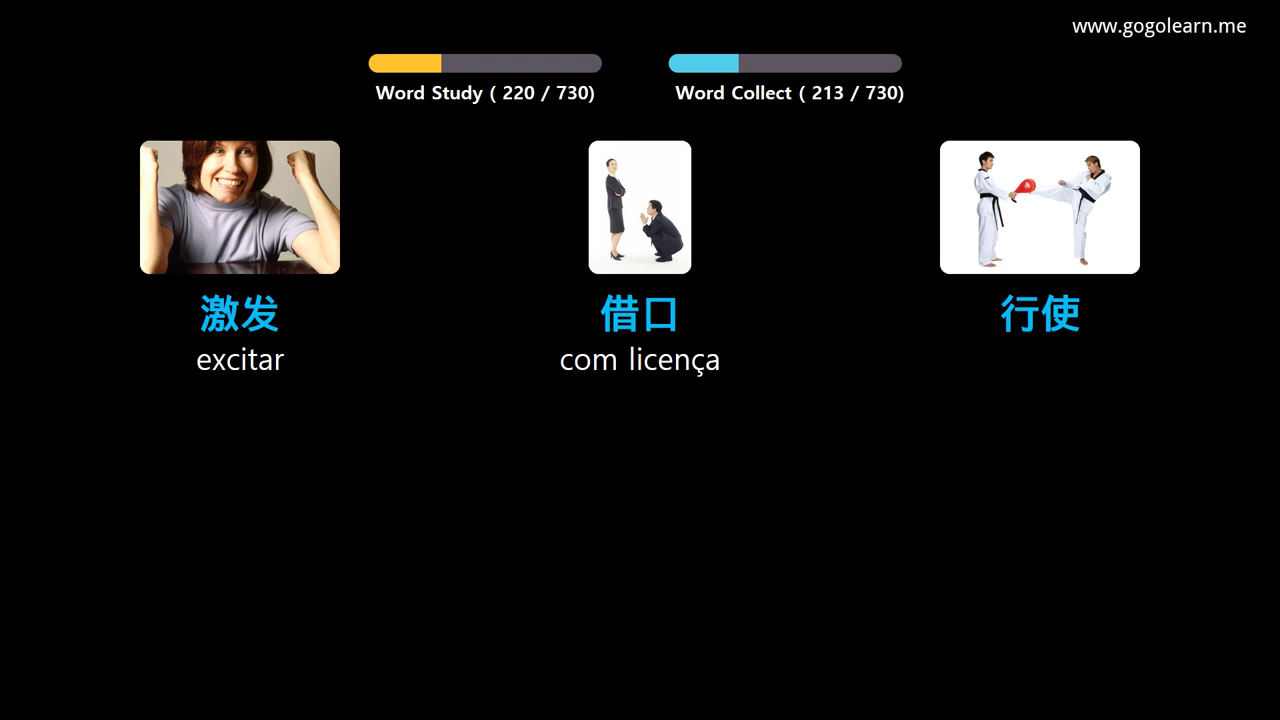 www.gogolearn.me
Word Study ( 220 / 730)
Word Collect ( 213 / 730)
激发
excitar
借口
com licença
行使